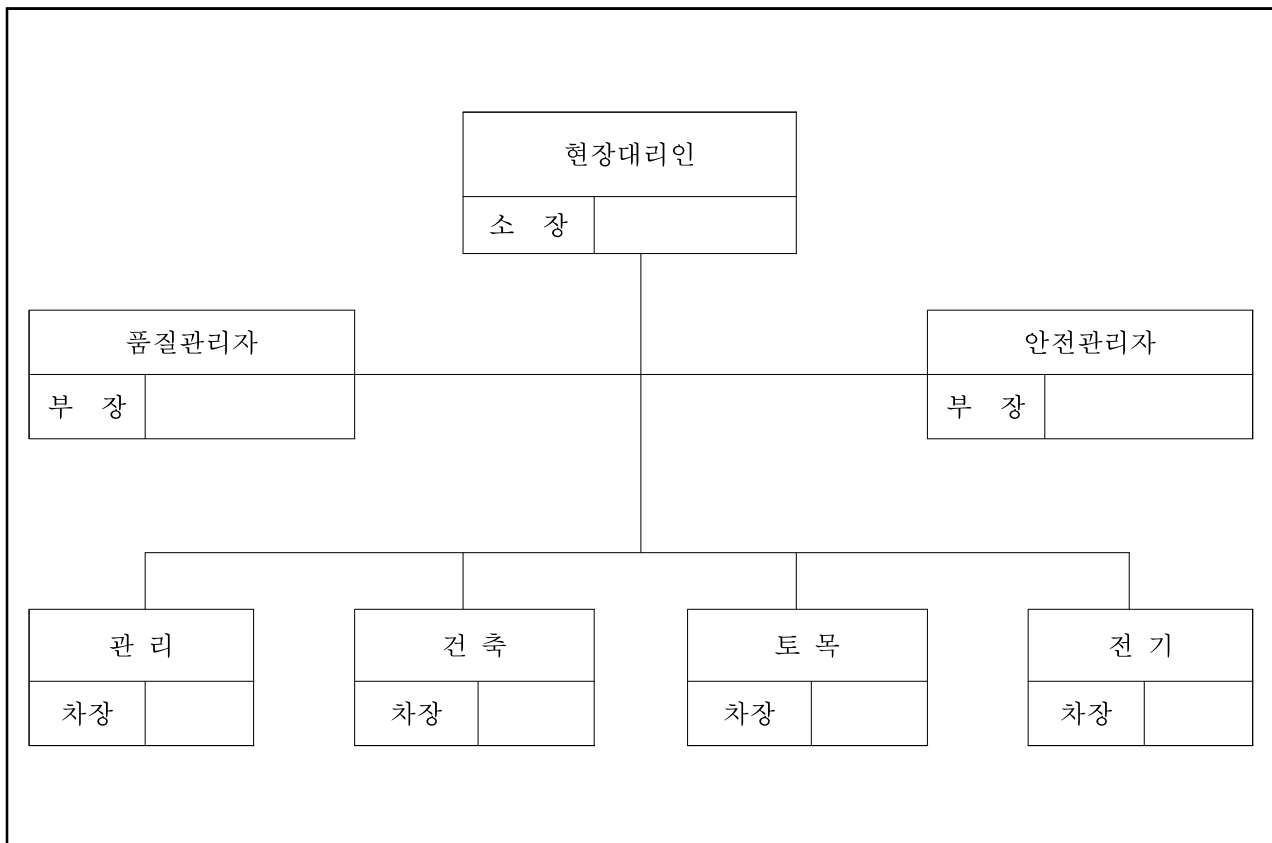 현장대리인
소 장
품질관리자
안전관리자
부 장
부 장
관 리
건 축
토 목
전 기
차장
차장
차장
차장